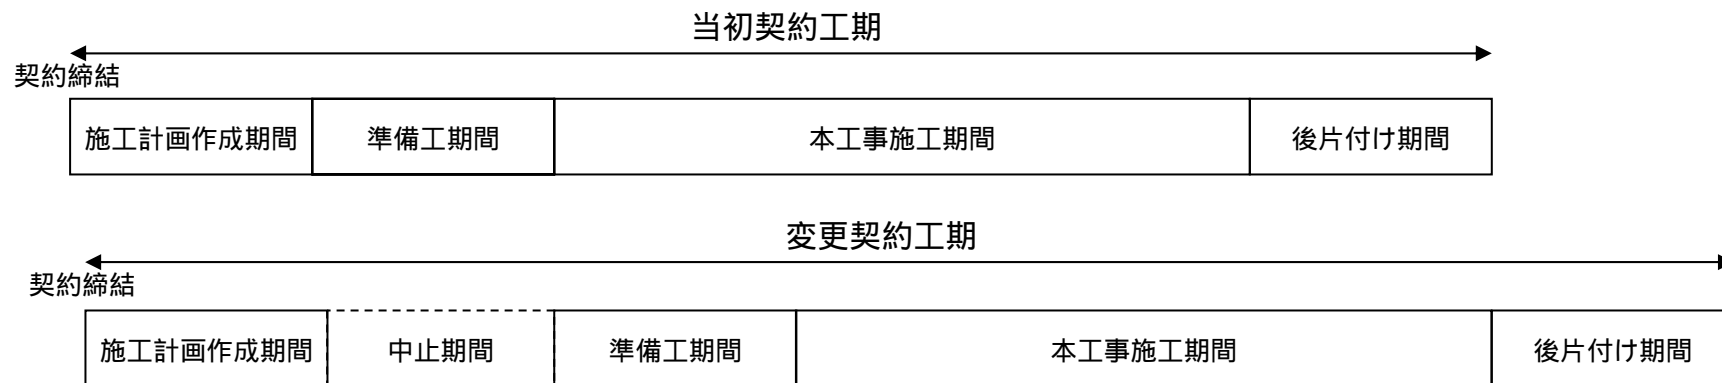 当初契約工期
契約締結
施工計画作成期間 準備工期間 本工事施工期間 後片付け期間
変更契約工期
契約締結
施工計画作成期間 中止期間 準備工期間 本工事施工期間 後片付け期間